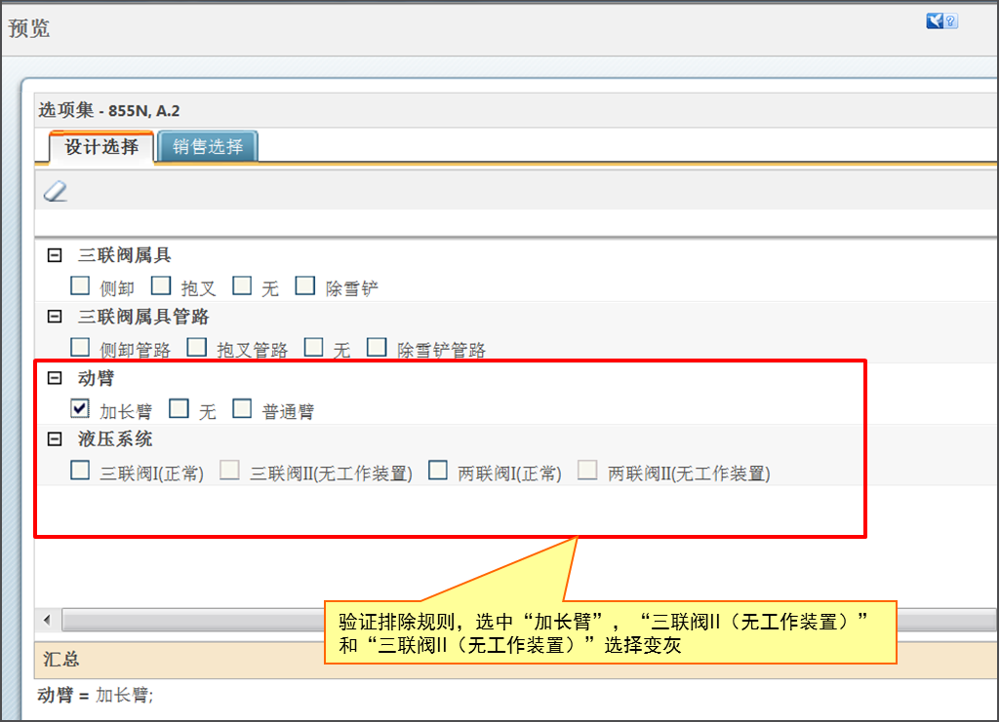 预览
选项集 - 855N, A.2
设计选择 销售选择
三联阀属具
侧卸 抱叉 无 除雪铲
三联阀属具管路
侧卸管路 抱叉管路 无 除雪铲管路
动臂
加长臂 无 普通臂
液压系统
三联阀I(正常) 三联阀II(无工作装置) 两联阀I(正常) 两联阀II(无工作装置)
验证排除规则，选中“加长臂”，“三联阀II（无工作装置）”
和“三联阀II（无工作装置）”选择变灰
汇总
动臂 = 加长臂;